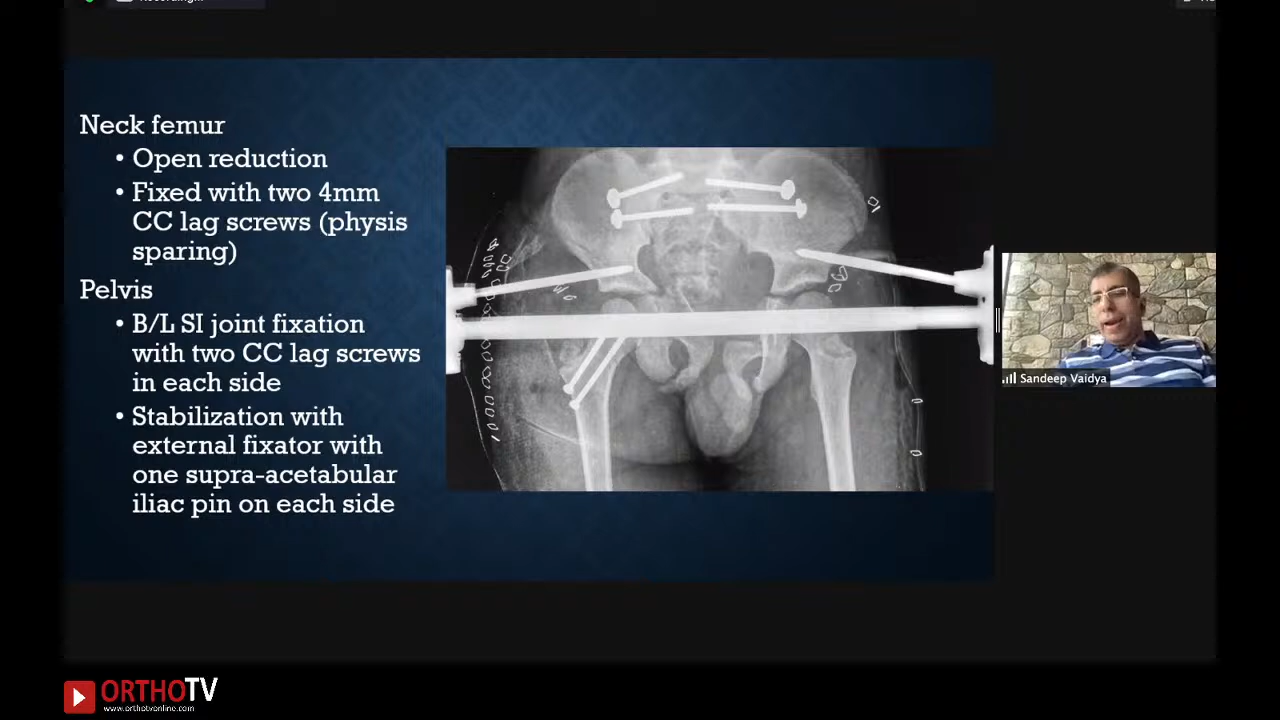 Neck femur
• Open reduction
• Fixed with two 4mm
CC lag screws (physis
sparing)
Pelvis
• B/L SI joint fixation
with two CC lag screws
in each side
• Stabilization with
external fixator with
one supra-acetabular
iliac pin on each side
Sandeep Vaidya
ORTHOTV
www.orthotvonline.com